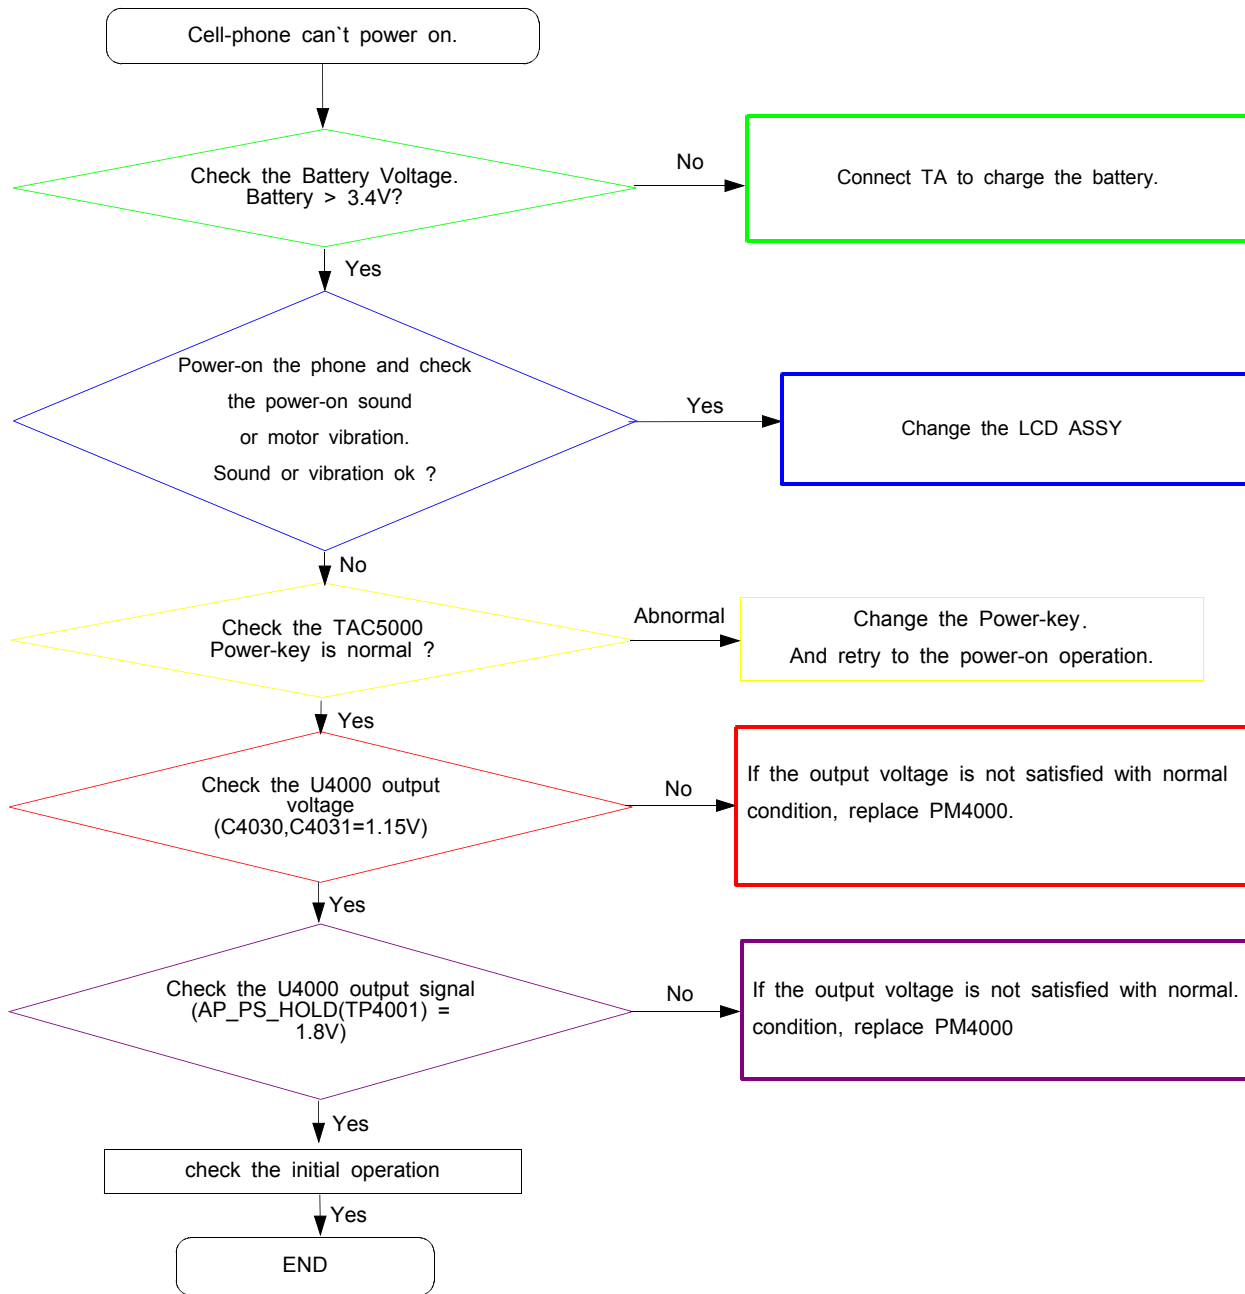 Cell-phone can`t power on.
Check the Battery Voltage.
Battery > 3.4V?
No
Connect TA to charge the battery.
Yes
Power-on the phone and check
the power-on sound
or motor vibration.
Sound or vibration ok ?
Yes
Change the LCD ASSY
No
Check the TAC5000
Power-key is normal ?
Abnormal
Change the Power-key.
And retry to the power-on operation.
Yes
Check the U4000 output
voltage
(C4030,C4031=1.15V)
No
If the output voltage is not satisfied with normal
condition, replace PM4000.
Yes
Check the U4000 output signal
(AP_PS_HOLD(TP4001) =
1.8V)
No
If the output voltage is not satisfied with normal.
condition, replace PM4000
Yes
check the initial operation
Yes
END